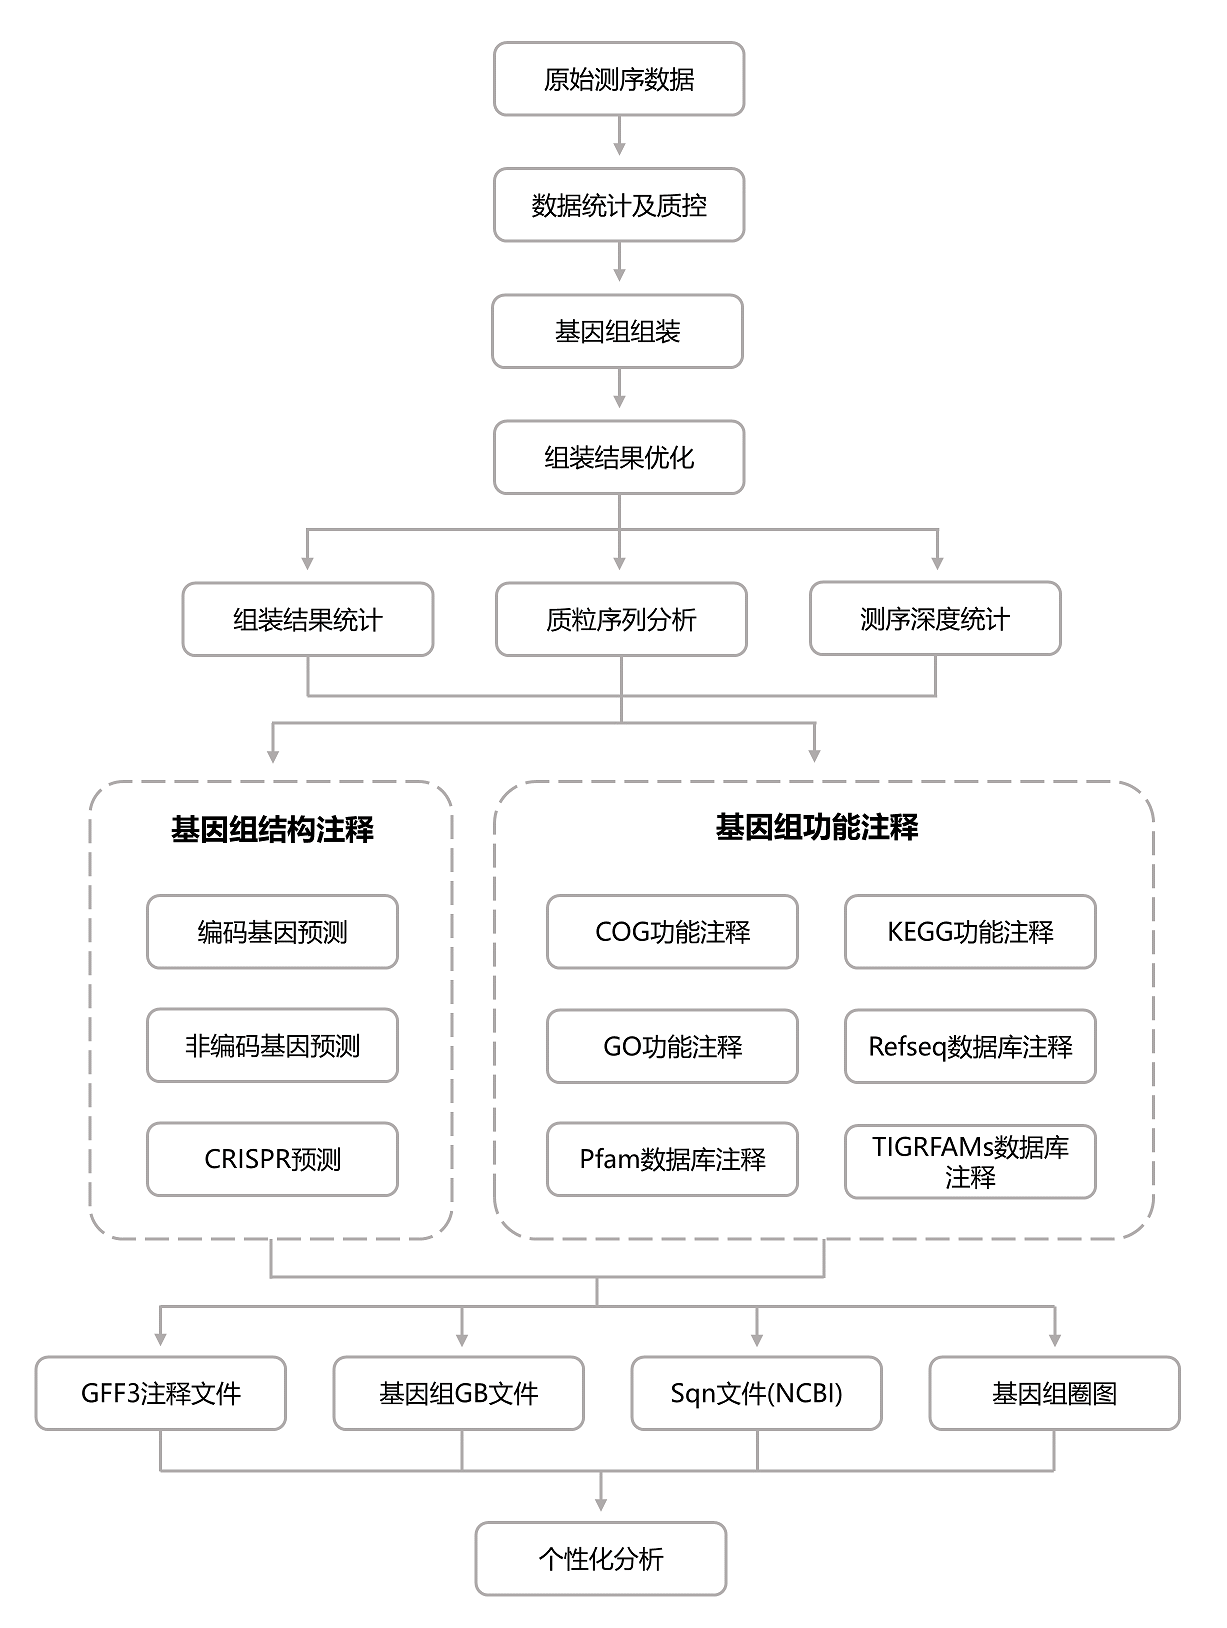 原始测序数据
数据统计及质控
基因组组装
组装结果优化
组装结果统计
质粒序列分析
测序深度统计
基因组结构注释
编码基因预测
非编码基因预测
CRISPR预测
基因组功能注释
COG功能注释
KEGG功能注释
GO功能注释
Refseq数据库注释
Pfam数据库注释
TIGRFAMs数据库
注释
GFF3注释文件
基因组GB文件
Sqn文件(NCBI)
基因组圈图
个性化分析